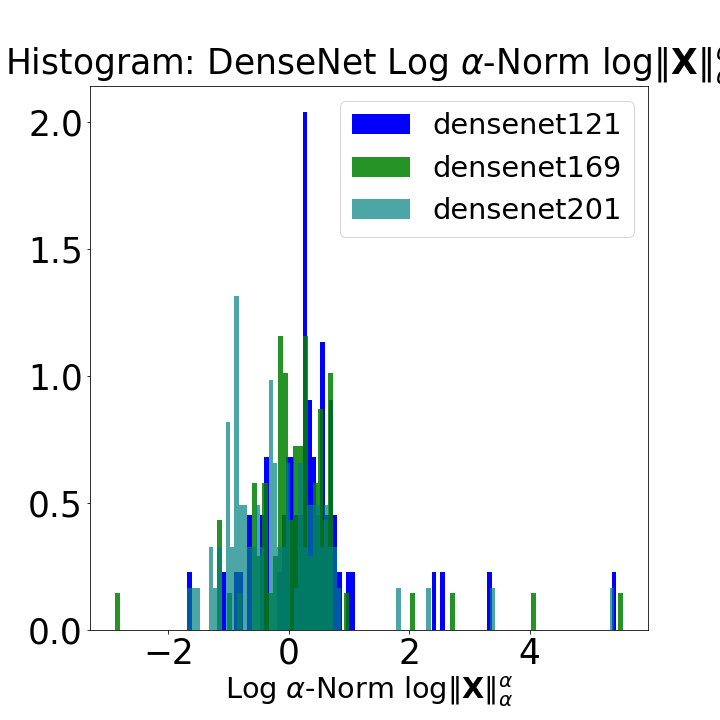 Histogram: DenseNet Log α-Norm log‖𝐗‖
densenet121
densenet169
densenet201
2.0
1.5
1.0
0.5
0.0
−2 0 2 4
Log α-Norm log‖𝐗‖α^α